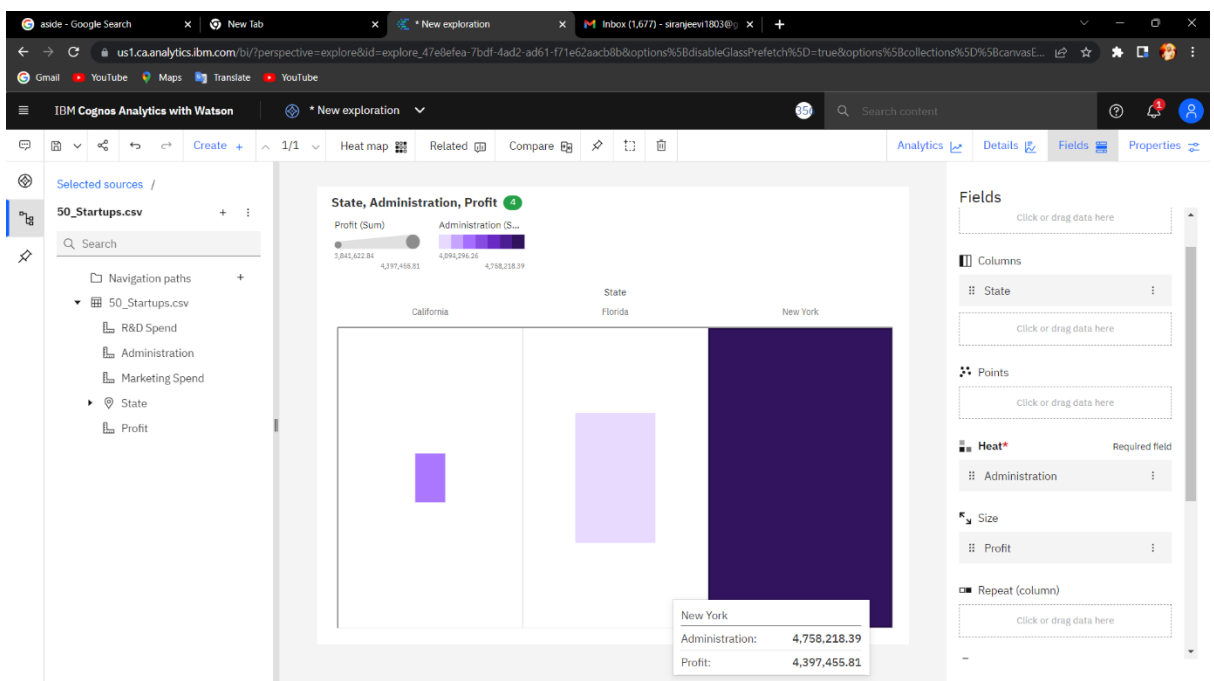 aside - Google Search
New Tab
* New exploration
Inbox (1,677) - siranjeevi1803@g
us1.ca.analytics.ibm.com/bi/?perspective=explore&id=explore_47e8efea-7bdf-4ad2-ad61-f71e62aacb8b&options%5BdisableGlassPrefetch%5D=true&options%5Bcollections%5D%5BcanvasE...
Gmail YouTube Maps Translate YouTube
IBM Cognos Analytics with Watson
* New exploration
Search content
Create +
1/1
Heat map
Related
Compare
Analytics
Details
Fields
Properties
Selected sources /
50_Startups.csv
Search
Navigation paths
50_Startups.csv
R&D Spend
Administration
Marketing Spend
State
Profit
State, Administration, Profit 4
Profit (Sum)
3,841,622.84
4,397,455.81
Administration (S...
4,094,296.26
4,758,218.39
State
California Florida New York
New York
Administration: 4,758,218.39
Profit: 4,397,455.81
Fields
Click or drag data here
Columns
State
Click or drag data here
Points
Click or drag data here
Heat* Required field
Administration
Size
Profit
Repeat (column)
Click or drag data here